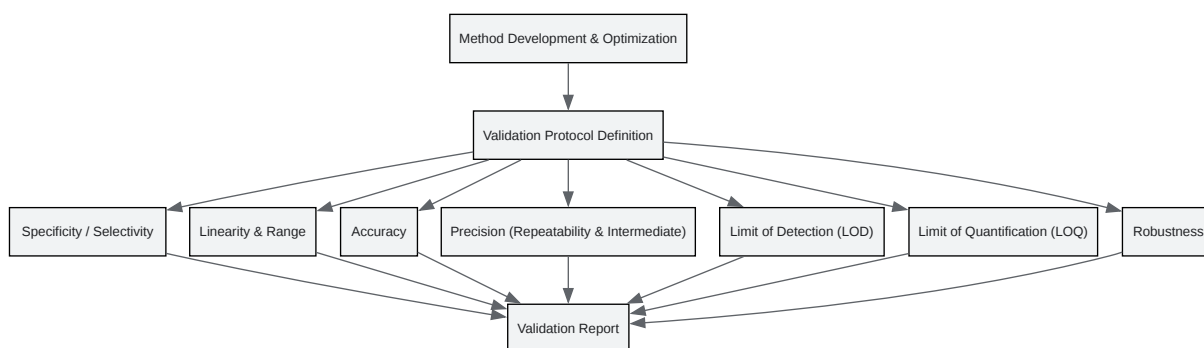 Method Development & Optimization
Validation Protocol Definition
Specificity / Selectivity
Linearity & Range
Accuracy
Precision (Repeatability & Intermediate)
Limit of Detection (LOD)
Limit of Quantification (LOQ)
Robustness
Validation Report